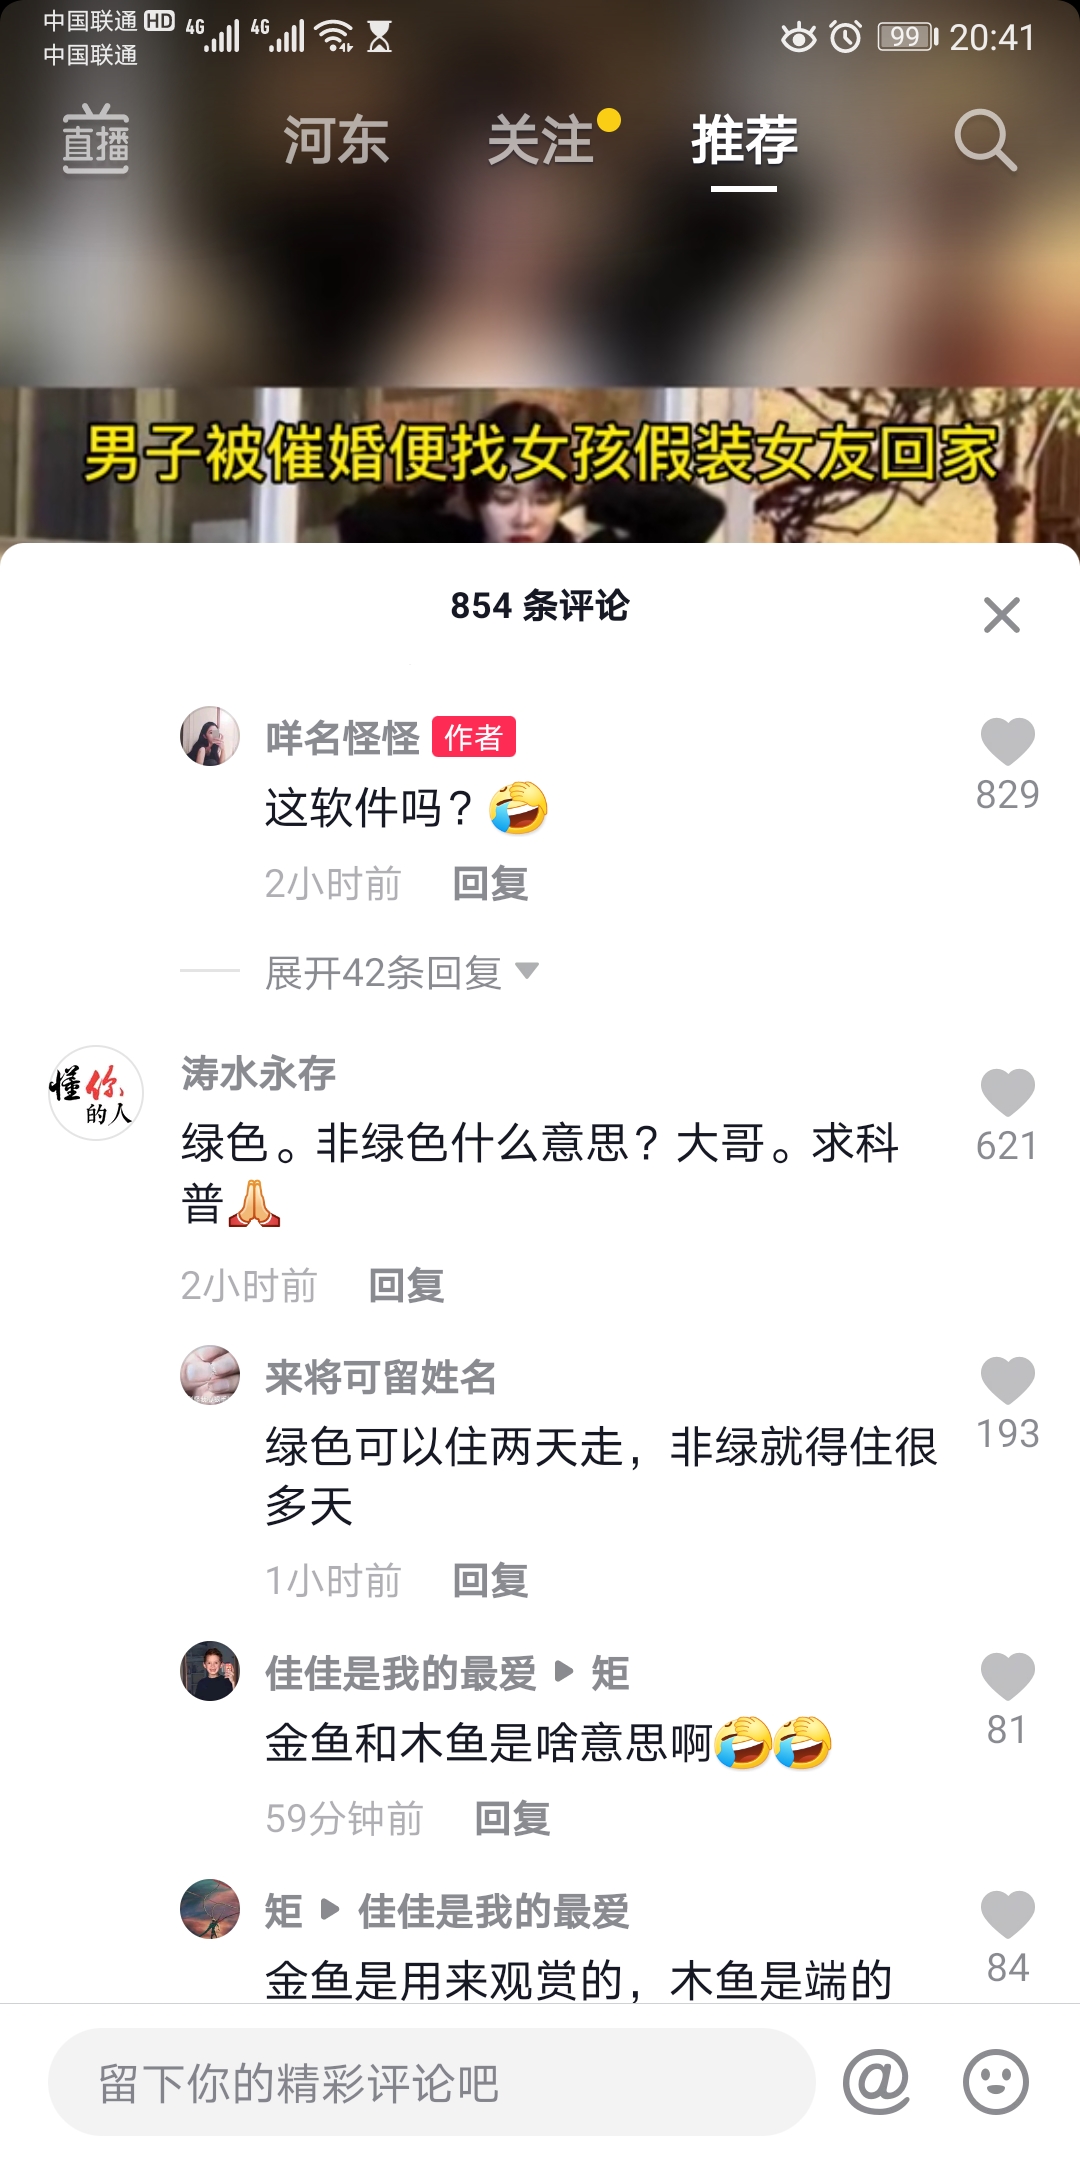 中国联通 HD 4G 4G 99 20:41
中国联通
直播 河东 关注 推荐
男子被催婚便找女孩假装女友回家
854 条评论
咩名怪怪 作者
这软件吗？
829
2小时前 回复
展开42条回复
懂你
的人
涛水永存
绿色。非绿色什么意思？大哥。求科
普
621
2小时前 回复
来将可留姓名
绿色可以住两天走，非绿就得住很
多天
193
1小时前 回复
佳佳是我的最爱 ▶ 矩
金鱼和木鱼是啥意思啊
81
59分钟前 回复
矩 ▶ 佳佳是我的最爱
金鱼是用来观赏的，木鱼是端的
84
留下你的精彩评论吧 @